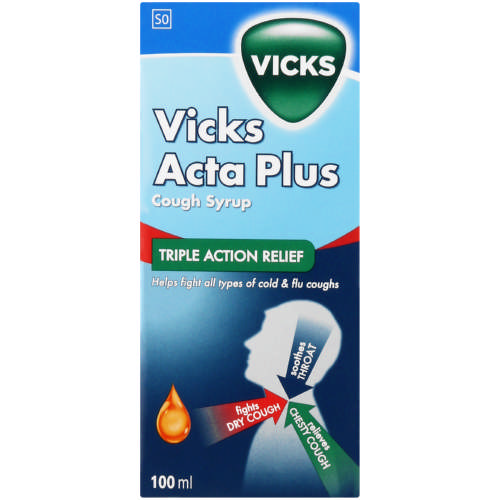 S0
VICKS
Vicks
Acta Plus
Cough Syrup
TRIPLE ACTION RELIEF
Helps fight all types of cold & flu coughs
soothes
THROAT
fights
DRY COUGH
relieves
CHESTY COUGH
100 ml